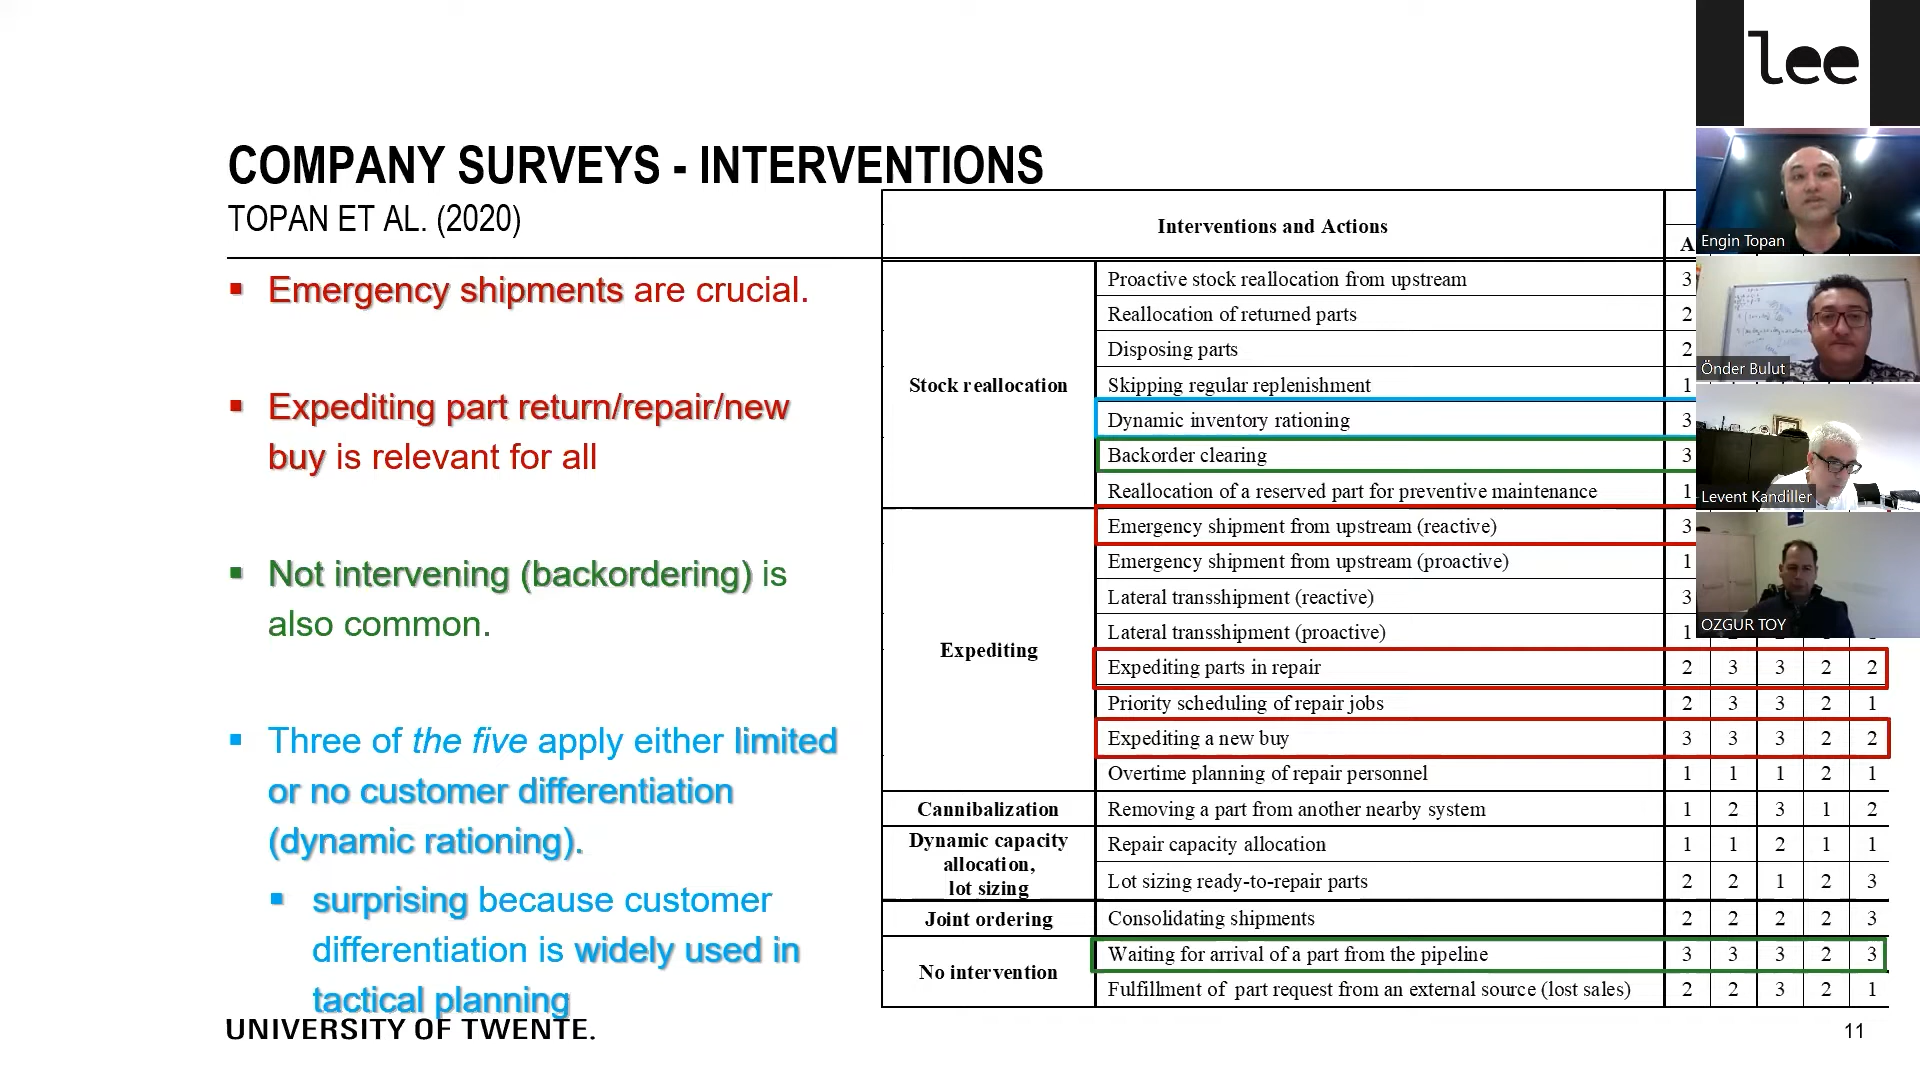 lee
COMPANY SURVEYS - INTERVENTIONS
TOPAN ET AL. (2020)
▪ Emergency shipments are crucial.
▪ Expediting part return/repair/new
buy is relevant for all
▪ Not intervening (backordering) is
also common.
▪ Three of the five apply either limited
or no customer differentiation
(dynamic rationing).
▪ surprising because customer
differentiation is widely used in
tactical planning
UNIVERSITY OF TWENTE.
Interventions and Actions A
Stock reallocation
Proactive stock reallocation from upstream 3
Reallocation of returned parts 2
Disposing parts 2
Skipping regular replenishment 1
Dynamic inventory rationing 3
Backorder clearing 3
Reallocation of a reserved part for preventive maintenance 1
Expediting
Emergency shipment from upstream (reactive) 3
Emergency shipment from upstream (proactive) 1
Lateral transshipment (reactive) 3
Lateral transshipment (proactive) 1
Expediting parts in repair 2 3 3 2 2
Priority scheduling of repair jobs 2 3 3 2 1
Expediting a new buy 3 3 3 2 2
Overtime planning of repair personnel 1 1 1 2 1
Cannibalization Removing a part from another nearby system 1 2 3 1 2
Dynamic capacity
allocation,
lot sizing
Repair capacity allocation 1 1 2 1 1
Lot sizing ready-to-repair parts 2 2 1 2 3
Joint ordering Consolidating shipments 2 2 2 2 3
No intervention
Waiting for arrival of a part from the pipeline 3 3 3 2 3
Fulfillment of part request from an external source (lost sales) 2 2 3 2 1
11
Engin Topan
Önder Bulut
Levent Kandiller
OZGUR TOY